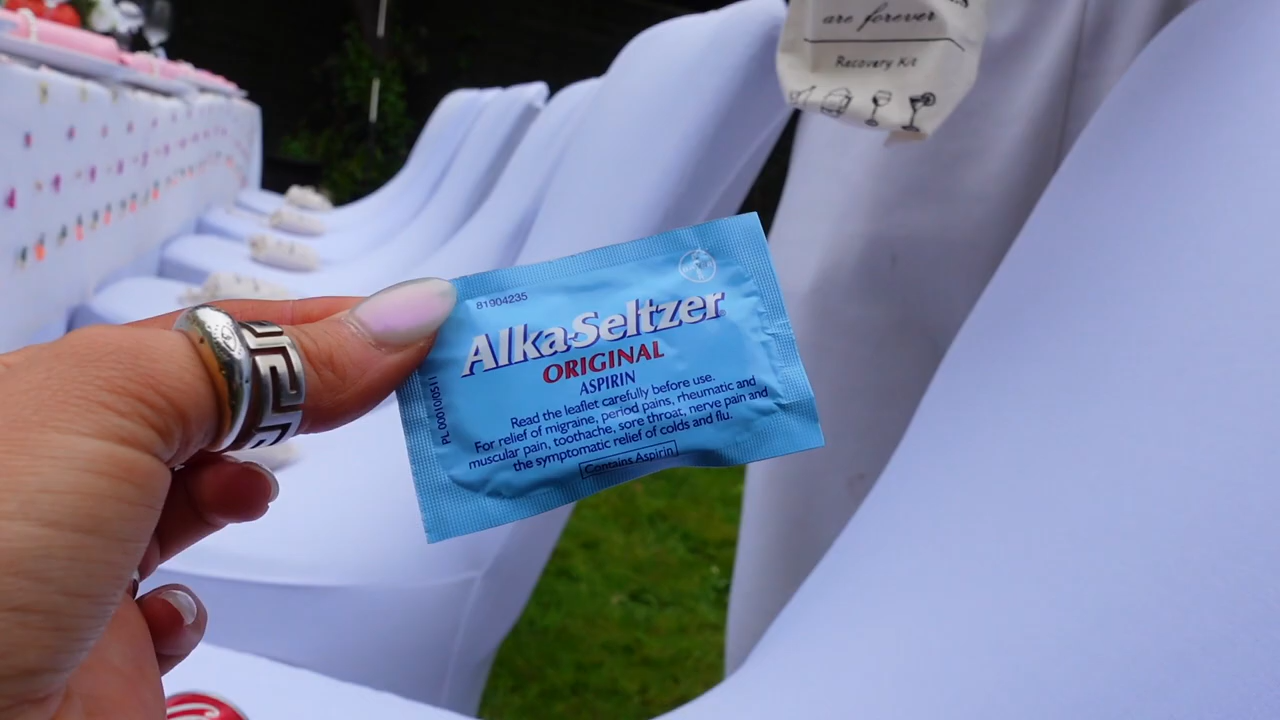 are forever
Recovery Kit
81904235
Alka-Seltzer
ORIGINAL
ASPIRIN
Read the leaflet carefully before use.
For relief of migraine, period pains, rheumatic and
muscular pain, toothache, sore throat, nerve pain and
the symptomatic relief of colds and flu.
Contains Aspirin
PL 00010/0511